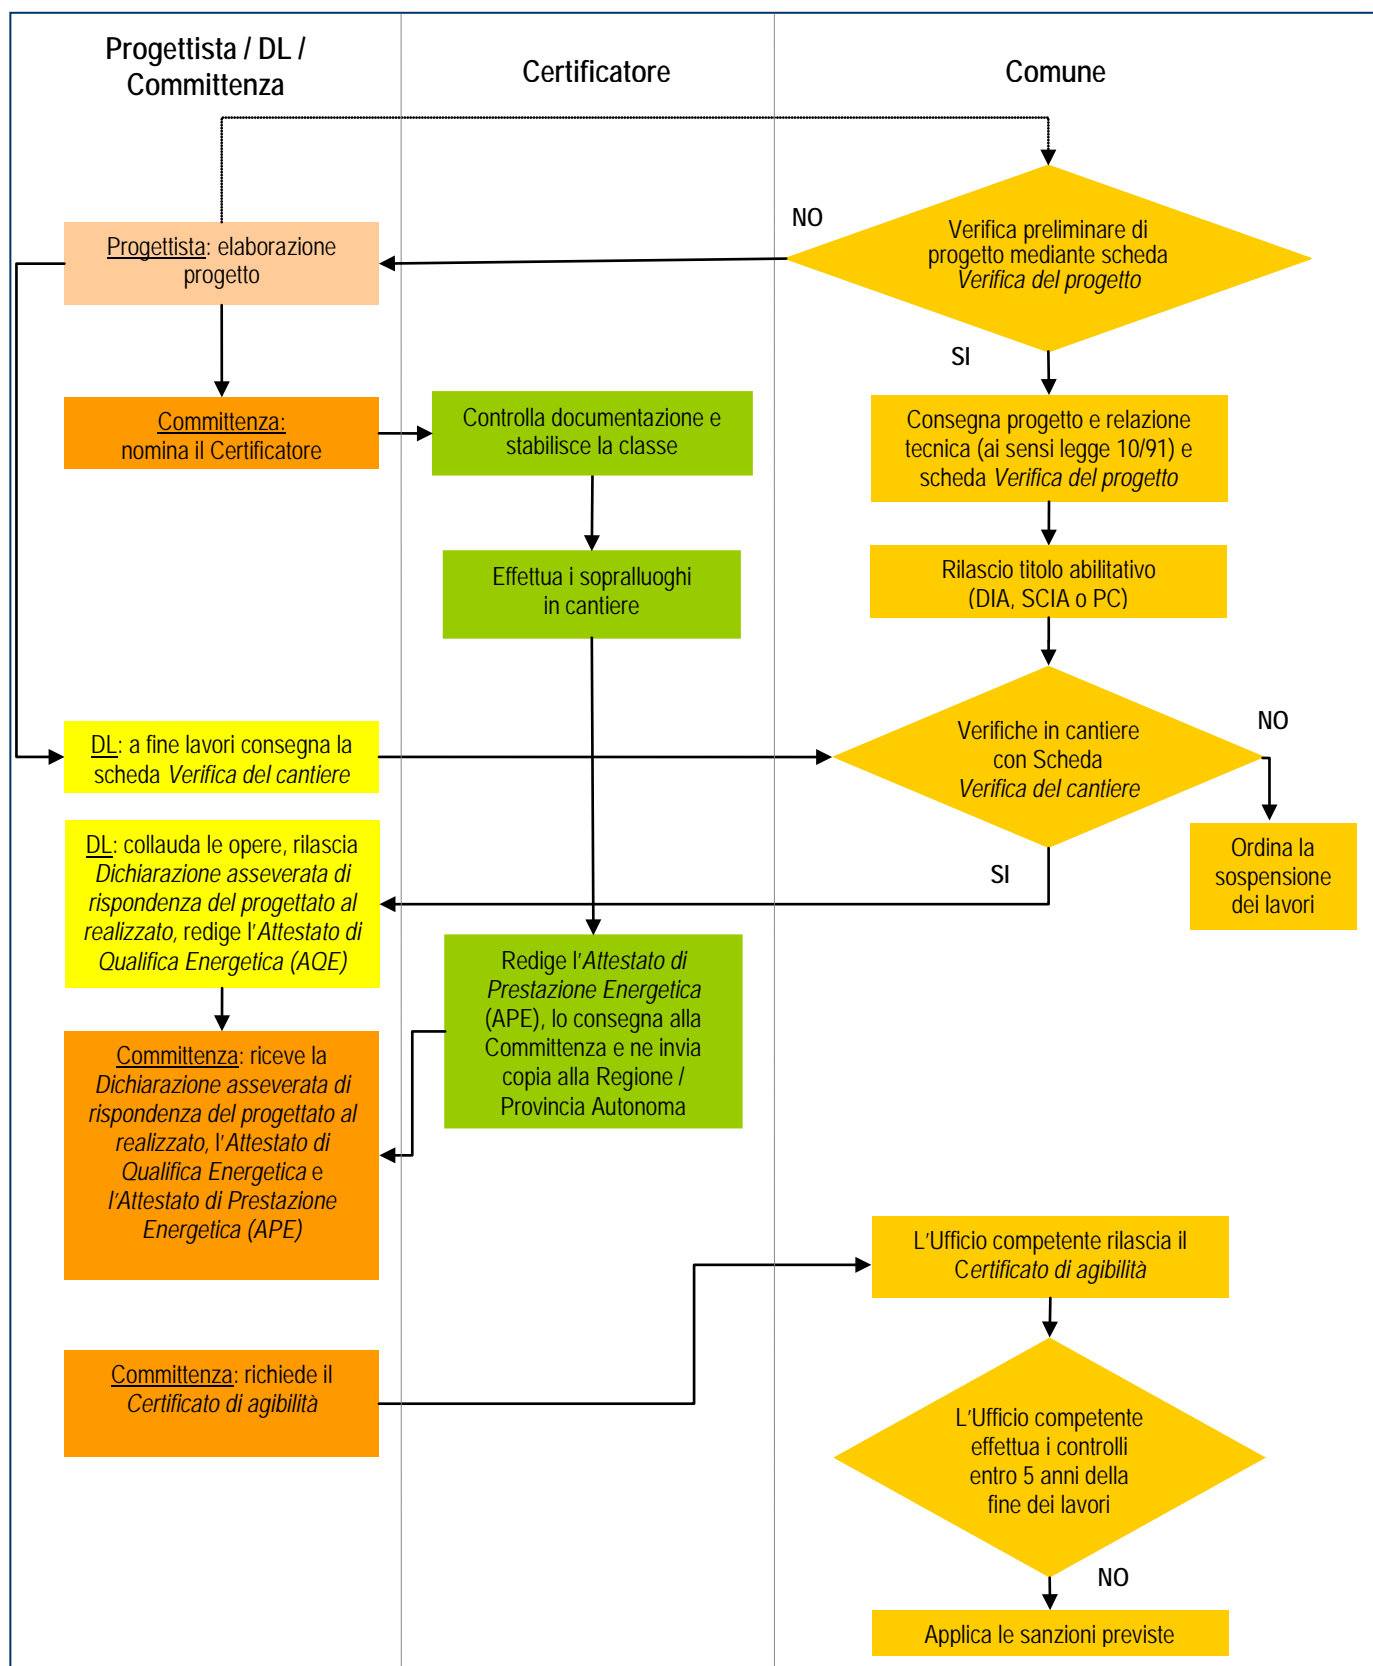 Progettista / DL /
Committenza
Certificatore
Comune
NO
Verifica preliminare di
progetto mediante scheda
Verifica del progetto
Progettista: elaborazione
progetto
SI
Committenza:
nomina il Certificatore
Controlla documentazione e
stabilisce la classe
Consegna progetto e relazione
tecnica (ai sensi legge 10/91) e
scheda Verifica del progetto
Effettua i sopralluoghi
in cantiere
Rilascio titolo abilitativo
(DIA, SCIA o PC)
DL: a fine lavori consegna la
scheda Verifica del cantiere
Verifiche in cantiere
con Scheda
Verifica del cantiere
NO
DL: collauda le opere, rilascia
Dichiarazione asseverata di
rispondenza del progettato al
realizzato, redige l'Attestato di
Qualifica Energetica (AQE)
SI
Ordina la
sospensione
dei lavori
Redige l'Attestato di
Prestazione Energetica
(APE), lo consegna alla
Committenza e ne invia
copia alla Regione /
Provincia Autonoma
Committenza: riceve la
Dichiarazione asseverata di
rispondenza del progettato al
realizzato, l'Attestato di
Qualifica Energetica e
l'Attestato di Prestazione
Energetica (APE)
L'Ufficio competente rilascia il
Certificato di agibilità
Committenza: richiede il
Certificato di agibilità
L'Ufficio competente
effettua i controlli
entro 5 anni della
fine dei lavori
NO
Applica le sanzioni previste